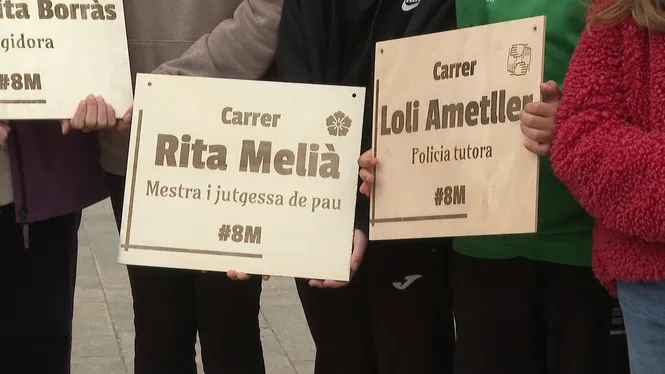 ita Borràs
gidora
#8M
Carrer
Rita Melià
Mestra i jutgessa de pau
#8M
Carrer
Loli Ametller
Policia tutora
#8M